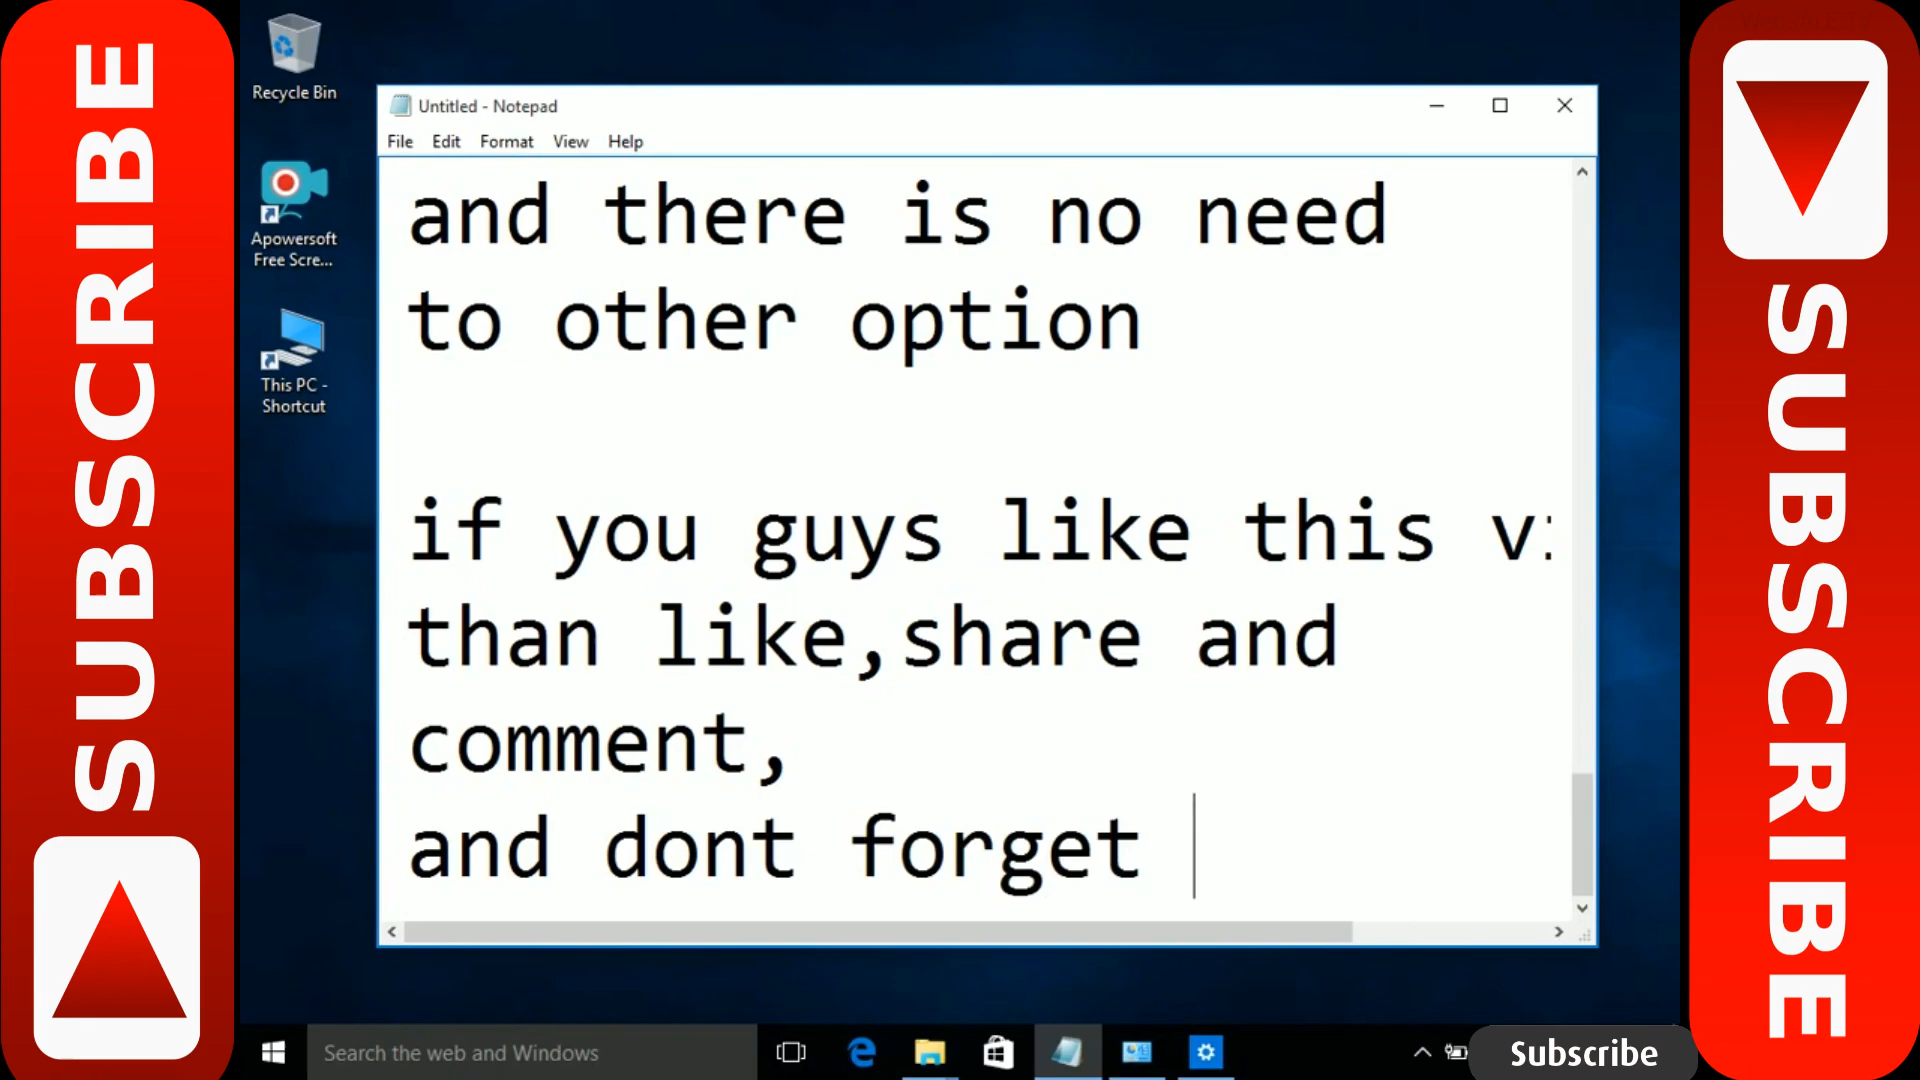 SUBSCRIBE
Recycle Bin
Apowersoft
Free Scre...
This PC -
Shortcut
Untitled - Notepad
File Edit Format View Help
and there is no need
to other option
if you guys like this
than like,share and
comment,
and dont forget
Search the web and Windows
Subscribe
SUBSCRIBE